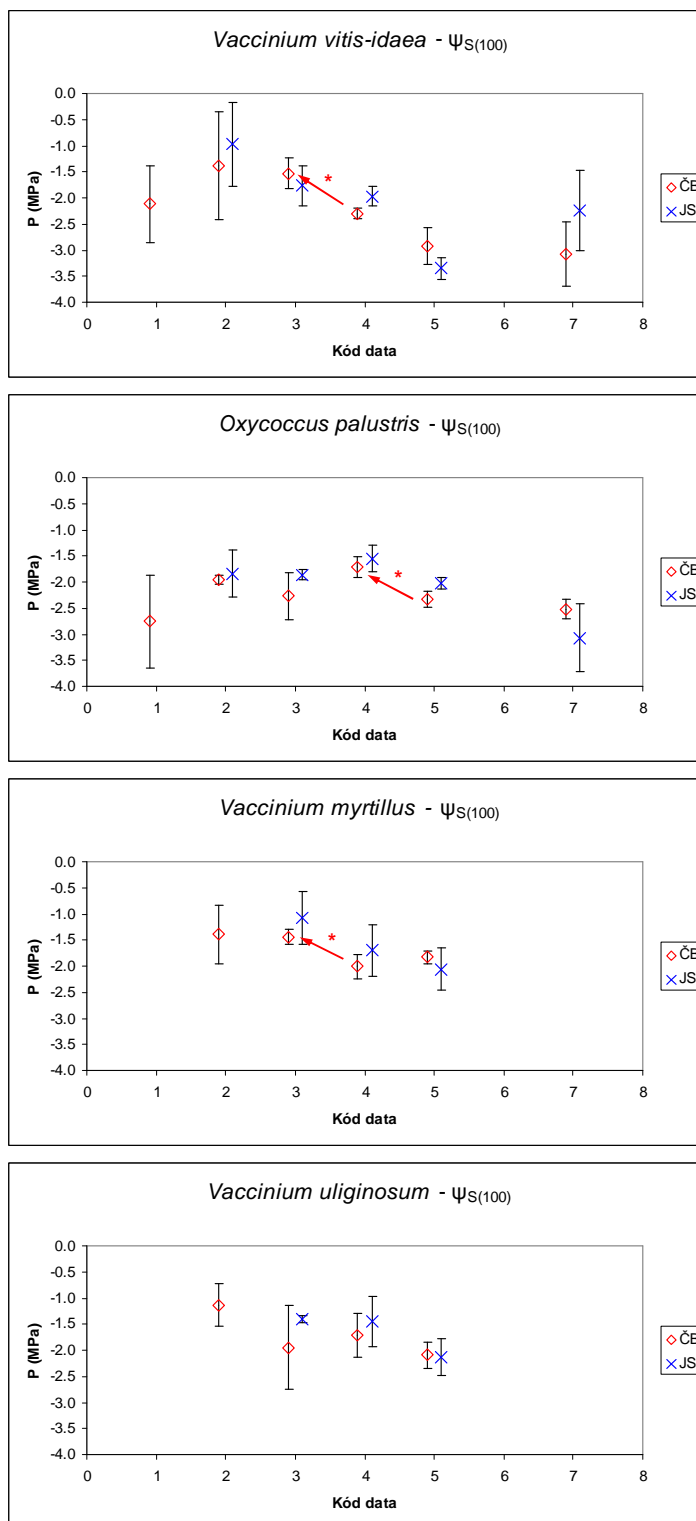 Vaccinium vitis-idaea - ΨS(100)
0.0
-0.5
-1.0
-1.5
-2.0
-2.5
-3.0
-3.5
-4.0
P (MPa)
*
0 1 2 3 4 5 6 7 8
Kód data
ČB
JS
Oxycoccus palustris - ΨS(100)
0.0
-0.5
-1.0
-1.5
-2.0
-2.5
-3.0
-3.5
-4.0
P (MPa)
*
0 1 2 3 4 5 6 7 8
Kód data
ČB
JS
Vaccinium myrtillus - ΨS(100)
0.0
-0.5
-1.0
-1.5
-2.0
-2.5
-3.0
-3.5
-4.0
P (MPa)
*
0 1 2 3 4 5 6 7 8
Kód data
ČB
JS
Vaccinium uliginosum - ΨS(100)
0.0
-0.5
-1.0
-1.5
-2.0
-2.5
-3.0
-3.5
-4.0
P (MPa)
0 1 2 3 4 5 6 7 8
Kód data
ČB
JS